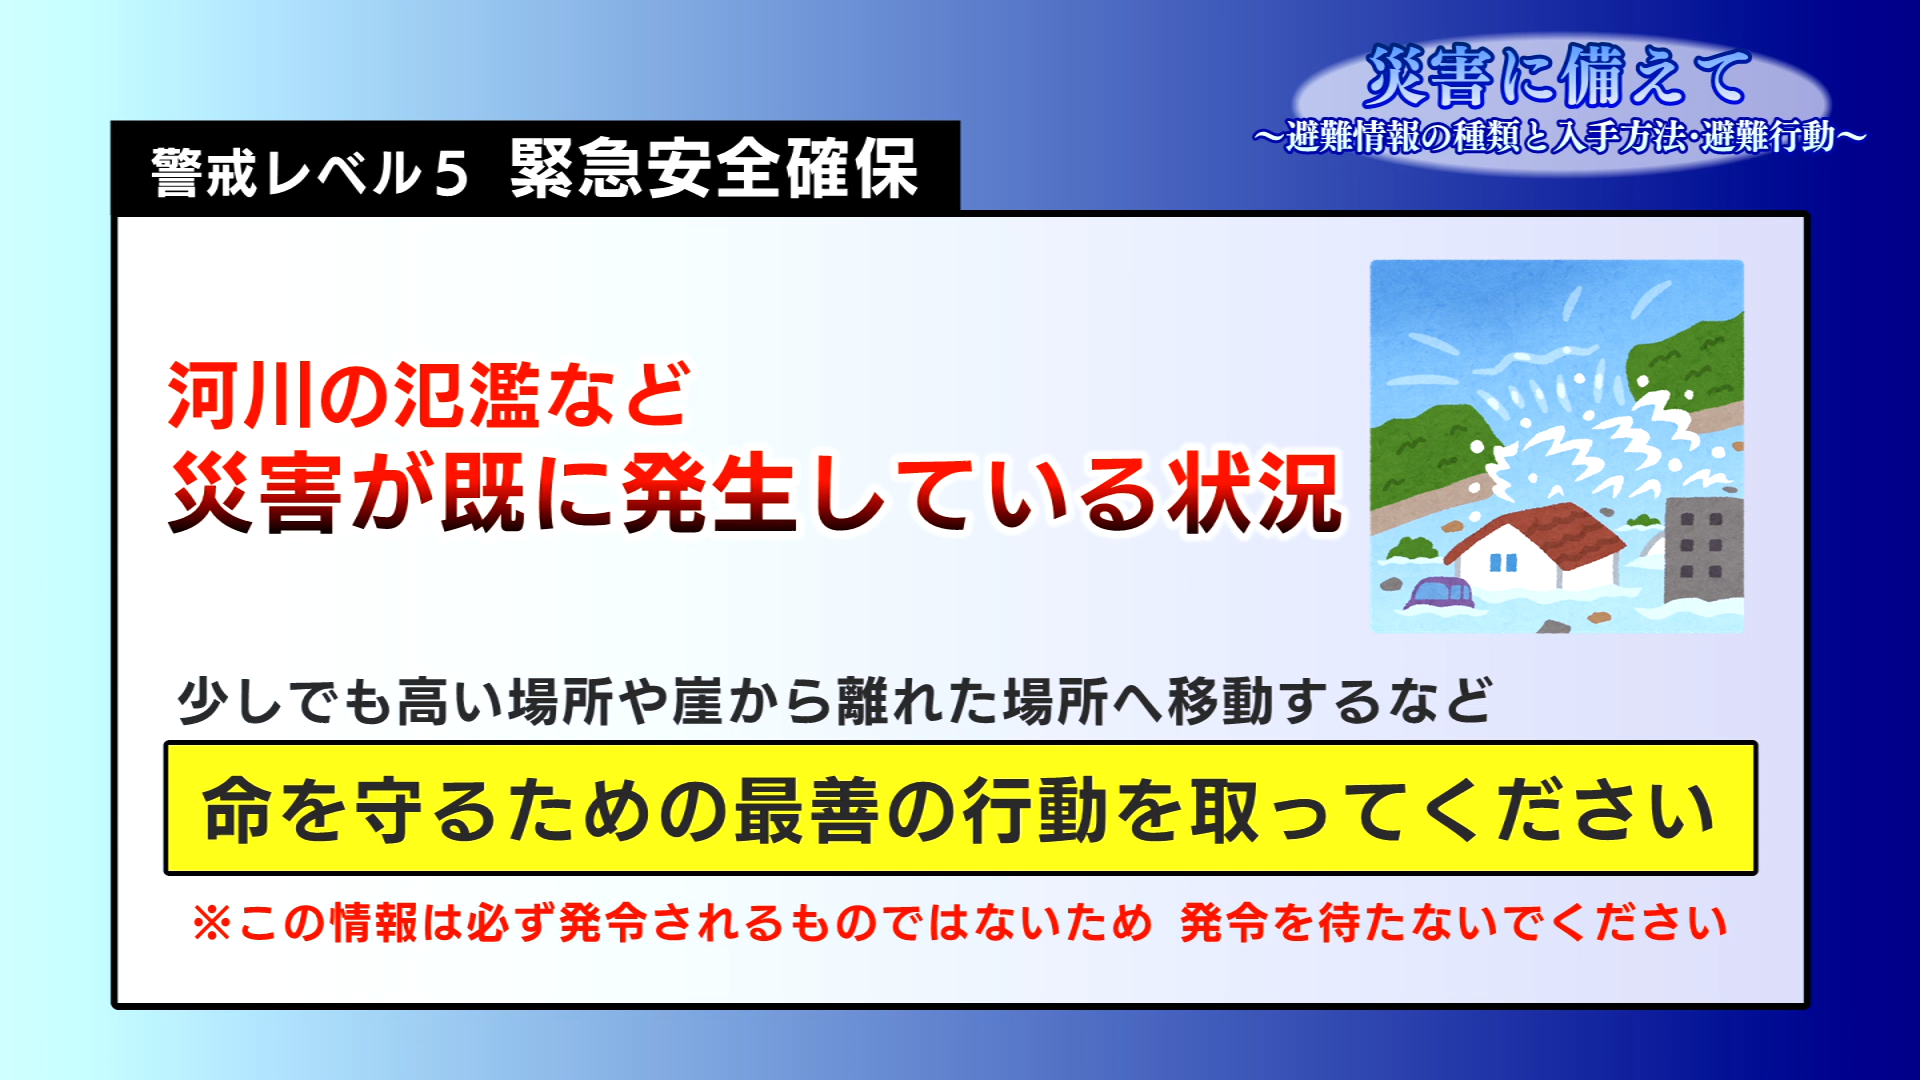 災害に備えて
～避難情報の種類と入手方法・避難行動～
警戒レベル5 緊急安全確保
河川の氾濫など
災害が既に発生している状況
少しでも高い場所や崖から離れた場所へ移動するなど
命を守るための最善の行動を取ってください
※この情報は必ず発令されるものではないため 発令を待たないでください